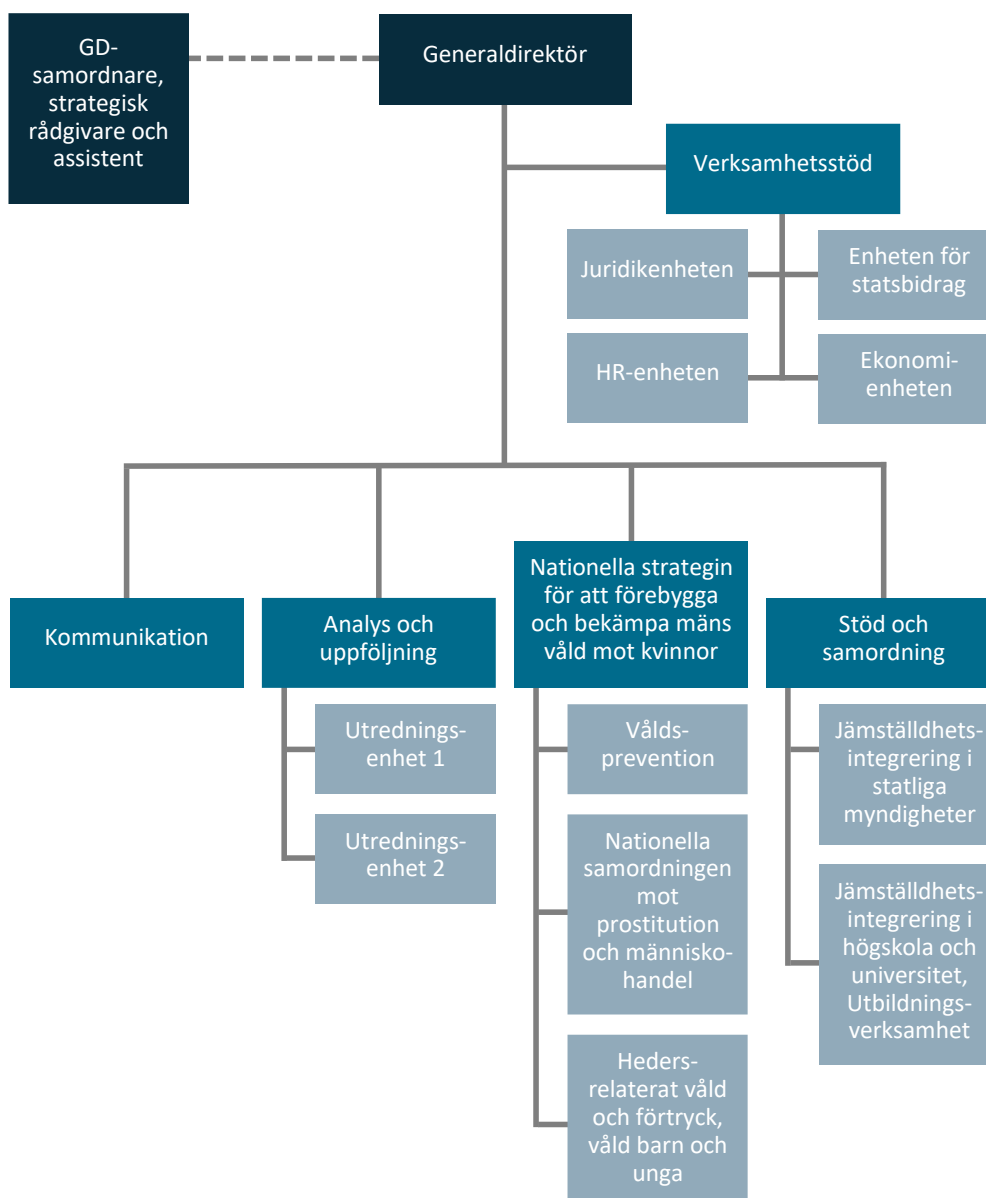 GD-
samordnare,
strategisk
rådgivare och
assistent
Generaldirektör
Verksamhetsstöd
Juridikenheten
Enheten för
statsbidrag
HR-enheten
Ekonomi-
enheten
Kommunikation
Analys och
uppföljning
Utrednings-
enhet 1
Utrednings-
enhet 2
Nationella strategin
för att förebygga
och bekämpa mäns
våld mot kvinnor
Vålds-
prevention
Nationella
samordningen
mot
prostitution
och människo-
handel
Heders-
relaterat våld
och förtryck,
våld barn och
unga
Stöd och
samordning
Jämställdhets-
integrering i
statliga
myndigheter
Jämställdhets-
integrering i
högskola och
universitet,
Utbildnings-
verksamhet